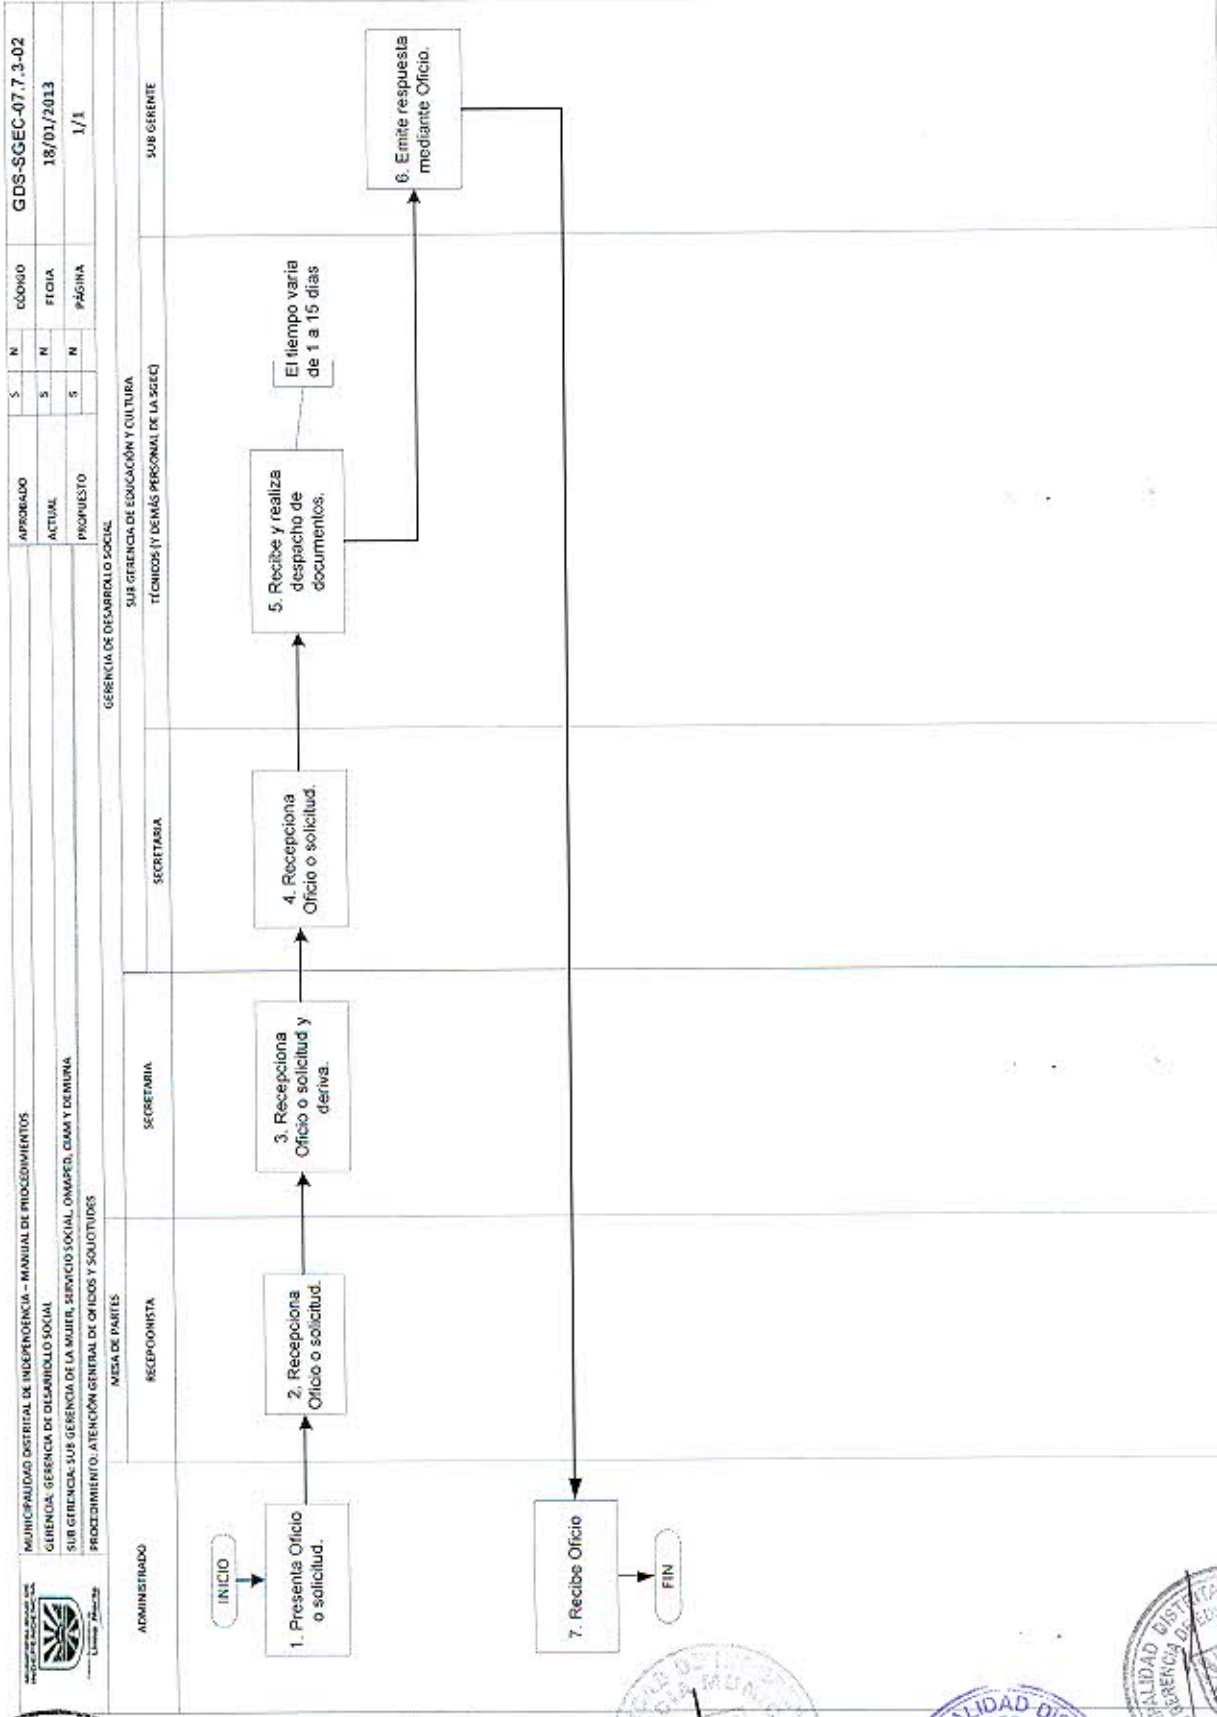 MUNICIPALIDAD DISTRITAL DE INDEPENDENCIA – MANUAL DE PROCEDIMIENTOS
APROBADO S N CÓDIGO GDS-SGEC-07.7.3-02
GERENCIA: GERENCIA DE DESARROLLO SOCIAL
ACTUAL S N FECHA 18/01/2013
SUB GERENCIA: SUB GERENCIA DE LA MUJER, SERVICIO SOCIAL, OMAPED, CIAM Y DEMUNA
PROPUESTO S N PÁGINA 1/1
PROCEDIMIENTO: ATENCIÓN GENERAL DE OFICIOS Y SOLICITUDES
MESA DE PARTES
GERENCIA DE DESARROLLO SOCIAL
SUB GERENCIA DE EDUCACIÓN Y CULTURA
ADMINISTRADO
RECEPCIONISTA
SECRETARIA
SECRETARIA
TÉCNICOS (Y DEMÁS PERSONAL DE LA SGEC)
SUB GERENTE
INICIO
1. Presenta Oficio
o solicitud.
2. Recepciona
Oficio o solicitud.
3. Recepciona
Oficio o solicitud y
deriva.
4. Recepciona
Oficio o solicitud.
5. Recibe y realiza
despacho de
documentos.
El tiempo varia
de 1 a 15 dias
6. Emite respuesta
mediante Oficio.
7. Recibe Oficio
FIN